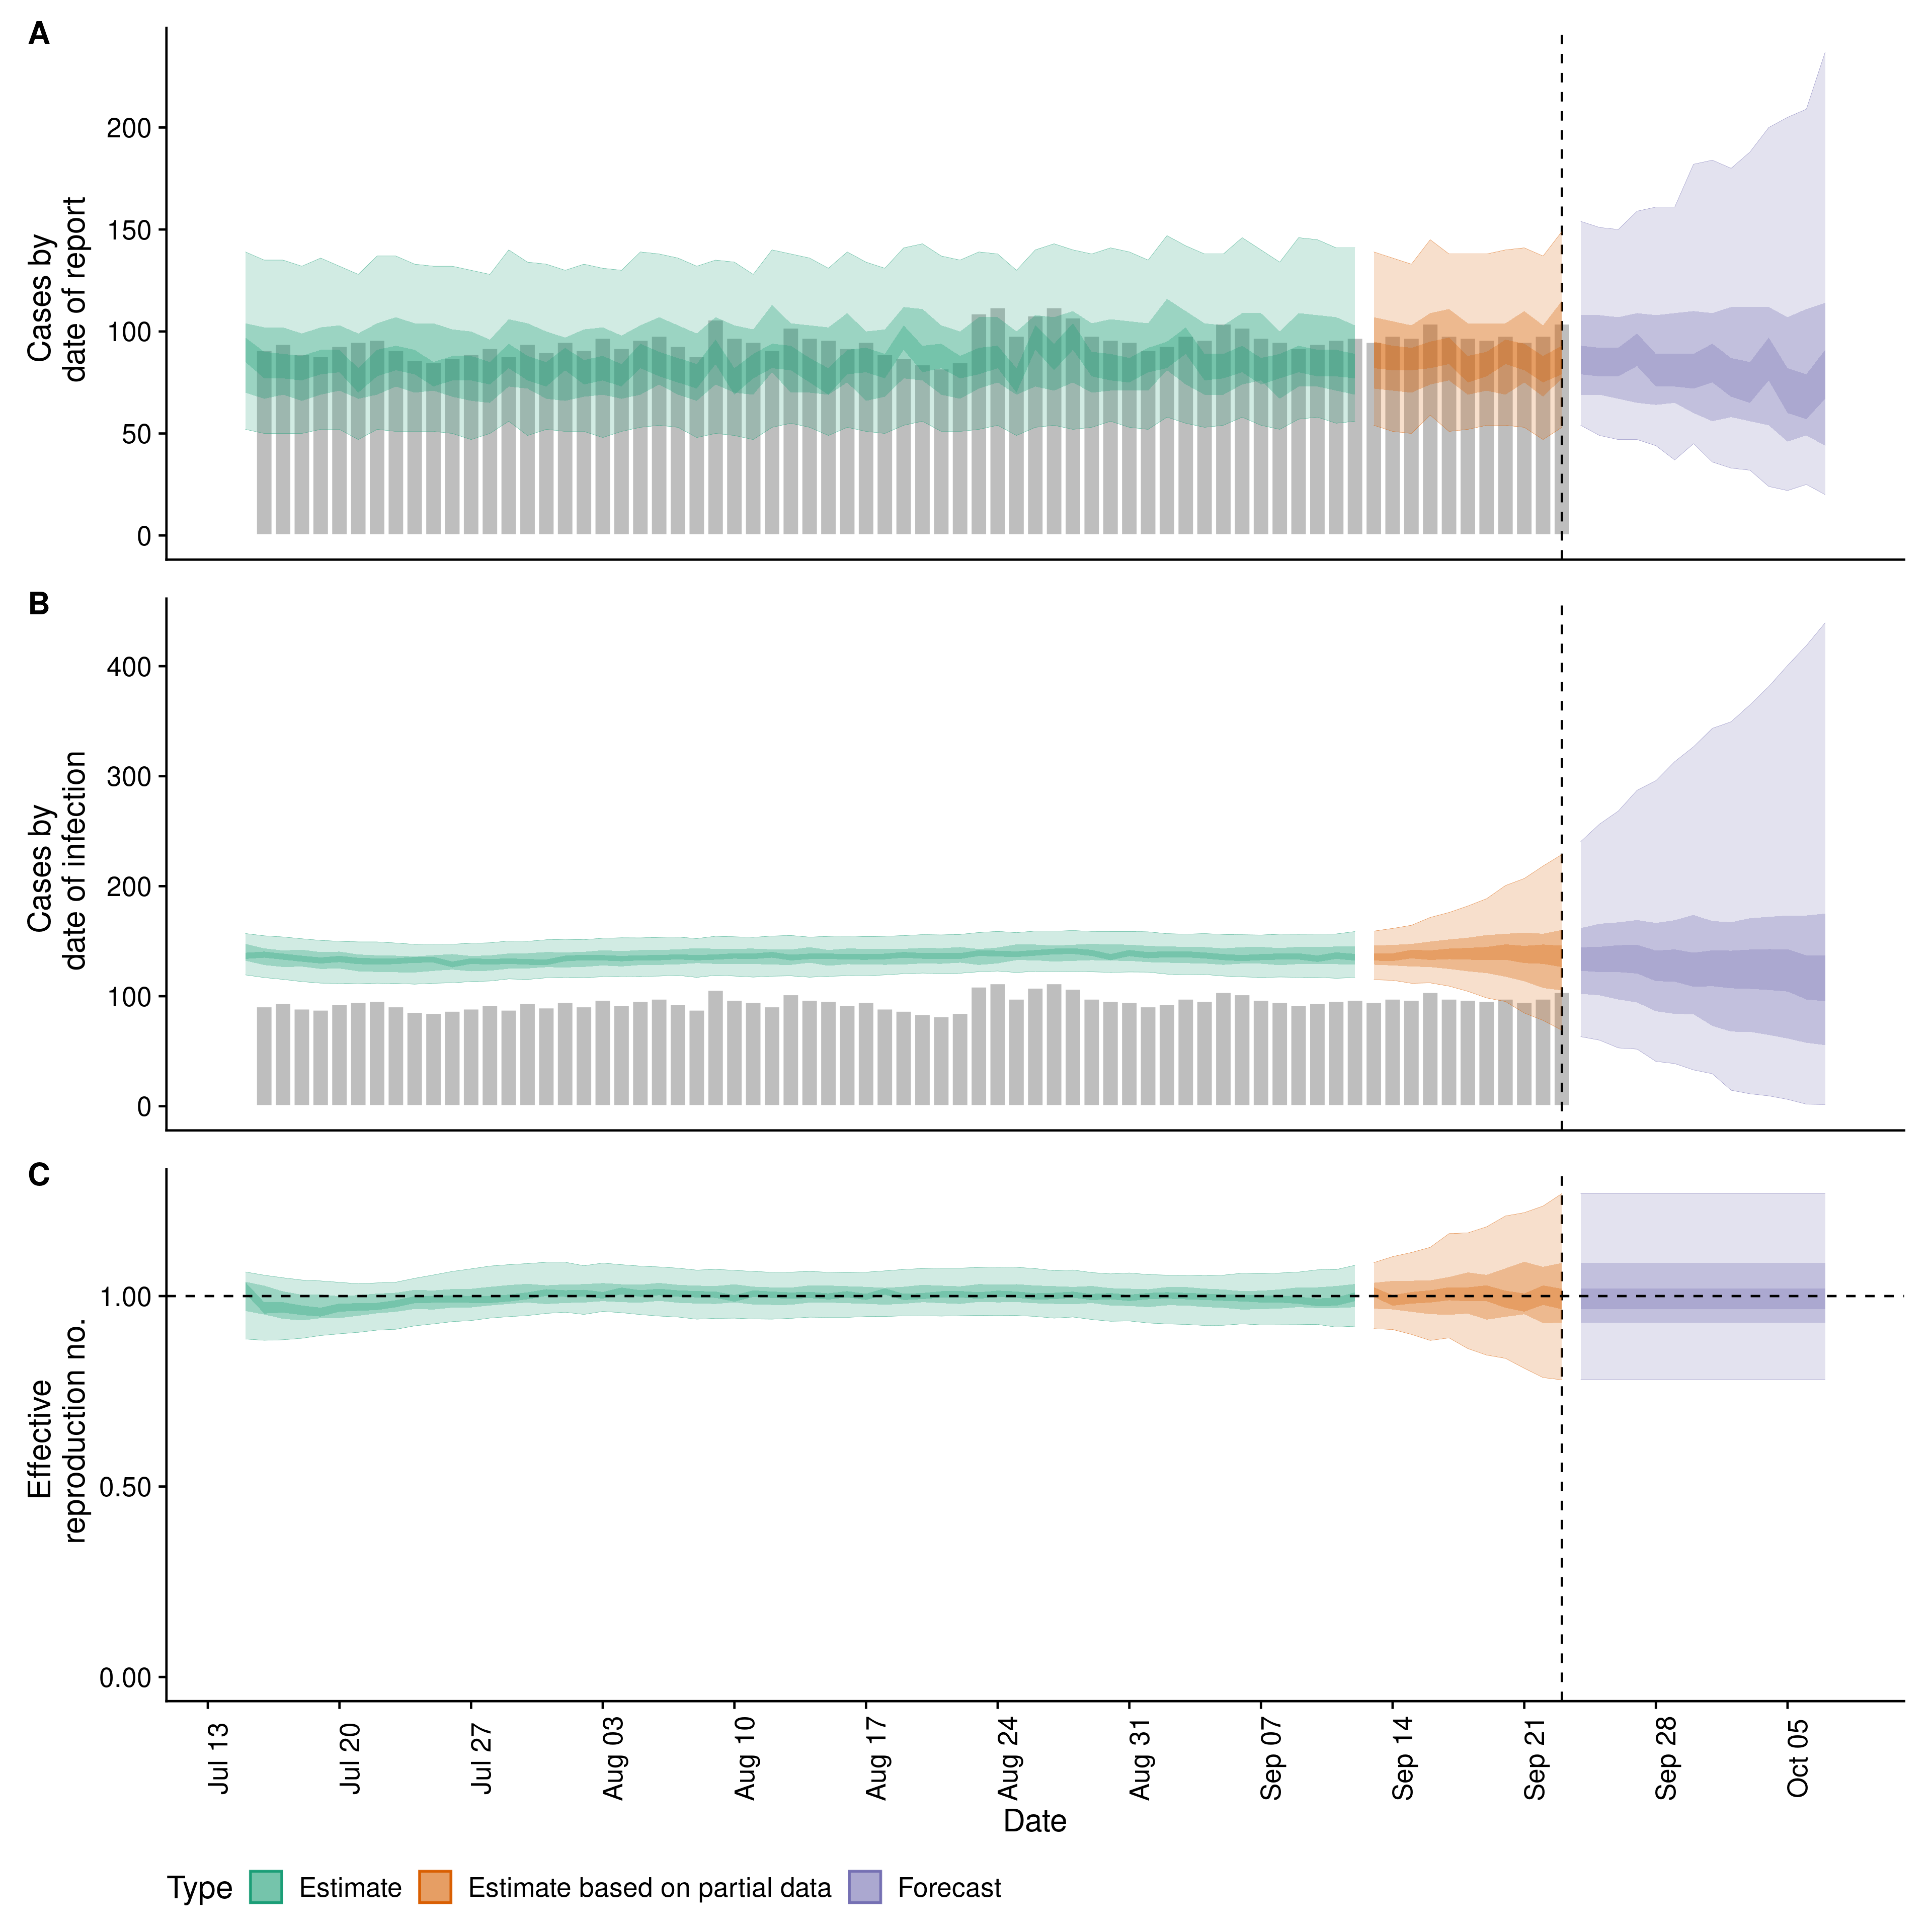 A
Cases by
date of report
200
150
100
50
0
B
Cases by
date of infection
400
300
200
100
0
C
Effective
reproduction no.
1.00
0.50
0.00
Jul 13
Jul 20
Jul 27
Aug 03
Aug 10
Aug 17
Aug 24
Aug 31
Sep 07
Sep 14
Sep 21
Sep 28
Oct 05
Date
Type Estimate Estimate based on partial data Forecast